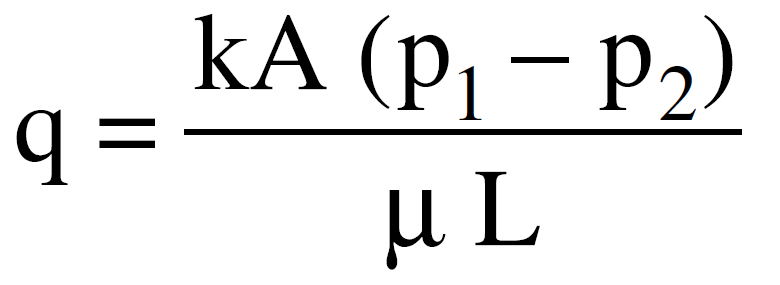 q = kA (p₁ − p₂) / μ L